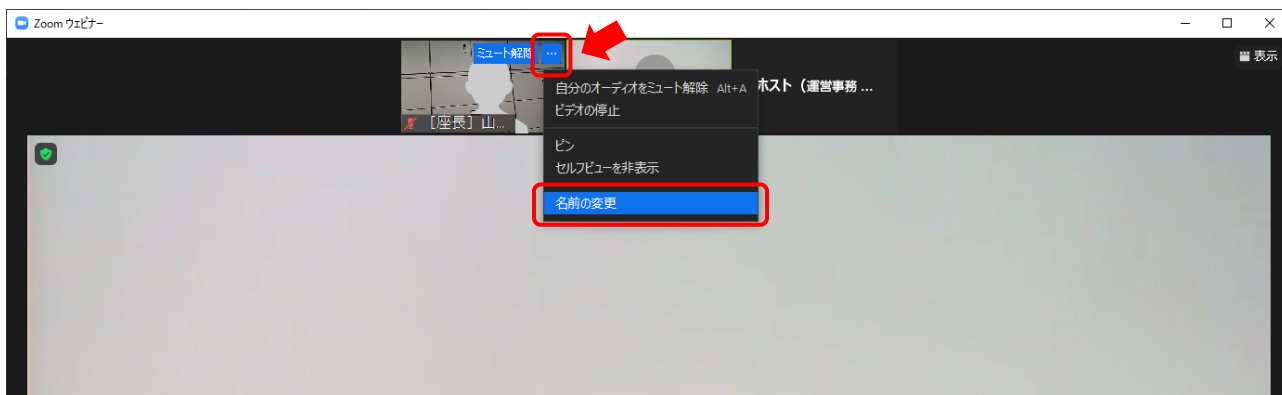 Zoom ウェビナー
表示
ミュート解除 …
[座長] 山...
ホスト（運営事務 ...
自分のオーディオをミュート解除 Alt+A
ビデオの停止
ピン
セルフビューを非表示
名前の変更